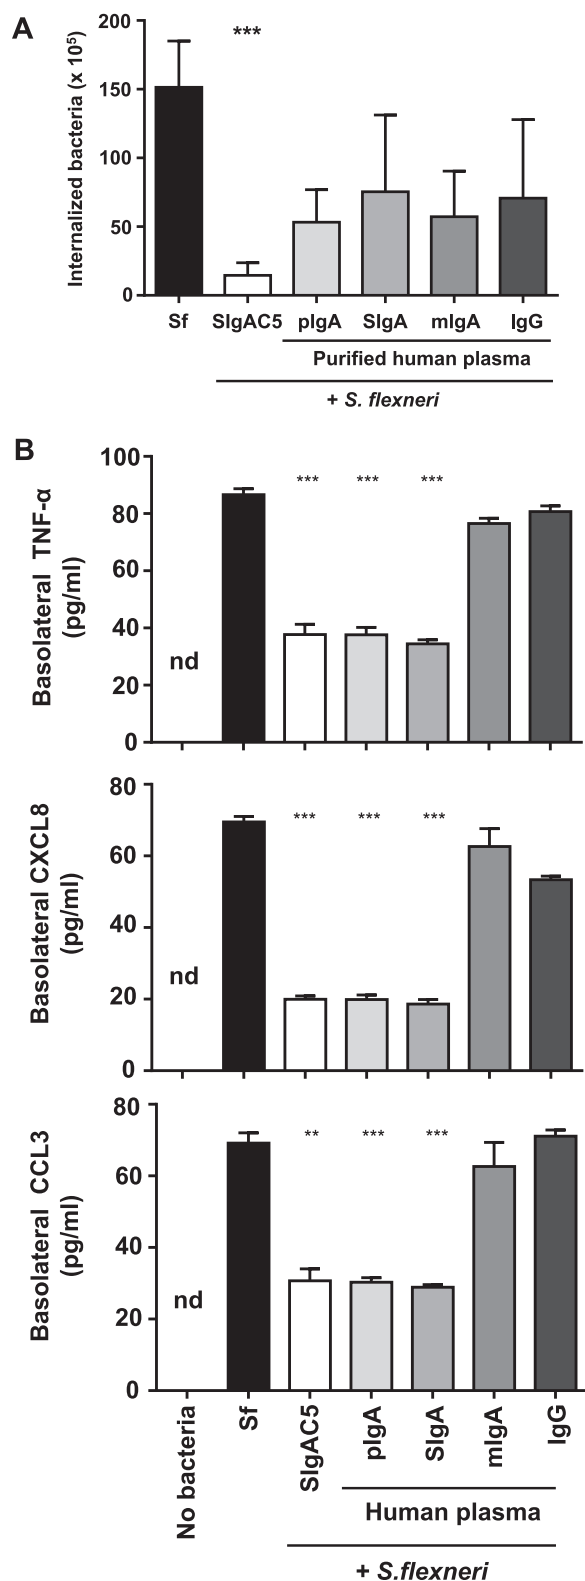 A
Internalized bacteria (x 10⁵)
200
150
100
50
0
***
Sf SIgAC5 pIgA SIgA mIgA IgG
Purified human plasma
+ S. flexneri
B
Basolateral TNF-α
(pg/ml)
100
80
60
40
20
0
nd
*** *** ***
Basolateral CXCL8
(pg/ml)
80
60
40
20
0
nd
*** *** ***
Basolateral CCL3
(pg/ml)
80
60
40
20
0
nd
** *** ***
No bacteria Sf SIgAC5 pIgA SIgA mIgA IgG
Human plasma
+ S.flexneri